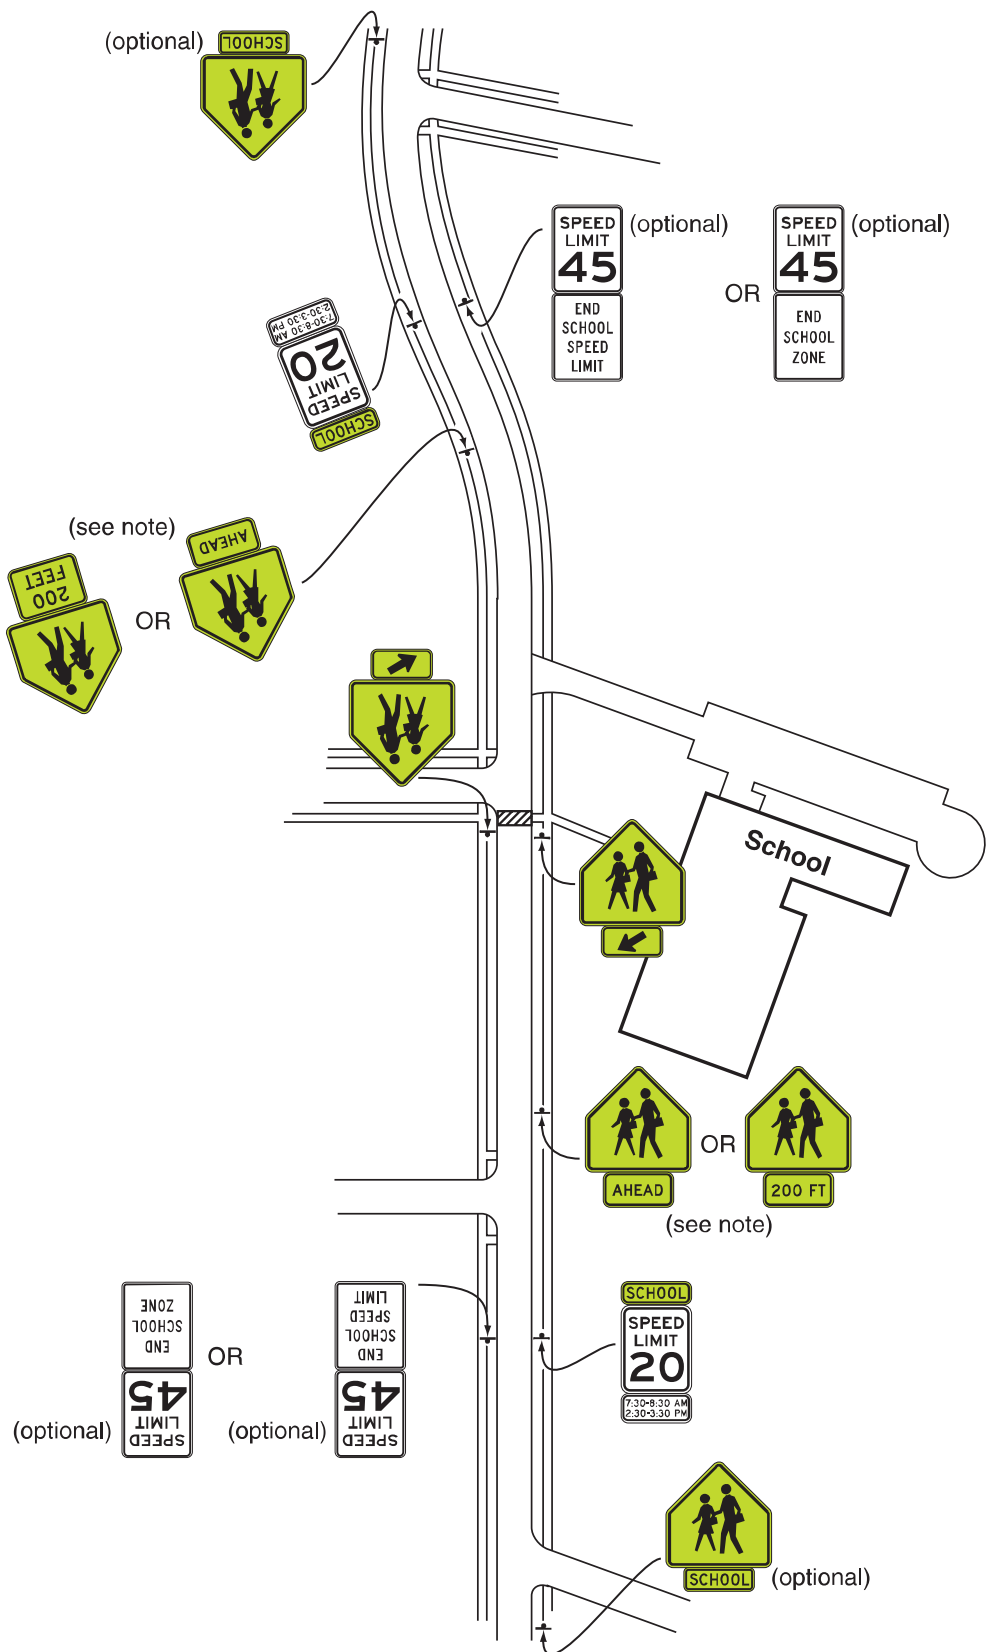 (optional)
SCHOOL
SPEED
LIMIT
45
(optional)
END
SCHOOL
SPEED
LIMIT
OR
SPEED
LIMIT
45
(optional)
END
SCHOOL
ZONE
SCHOOL
SPEED
LIMIT
20
7:30-8:30 AM
2:30-3:30 PM
(see note)
200
FEET
OR
AHEAD
School
AHEAD
OR
200 FT
(see note)
SPEED
LIMIT
45
END
SCHOOL
ZONE
(optional)
OR
SPEED
LIMIT
45
END
SCHOOL
SPEED
LIMIT
(optional)
SCHOOL
SPEED
LIMIT
20
7:30-8:30 AM
2:30-3:30 PM
SCHOOL
(optional)